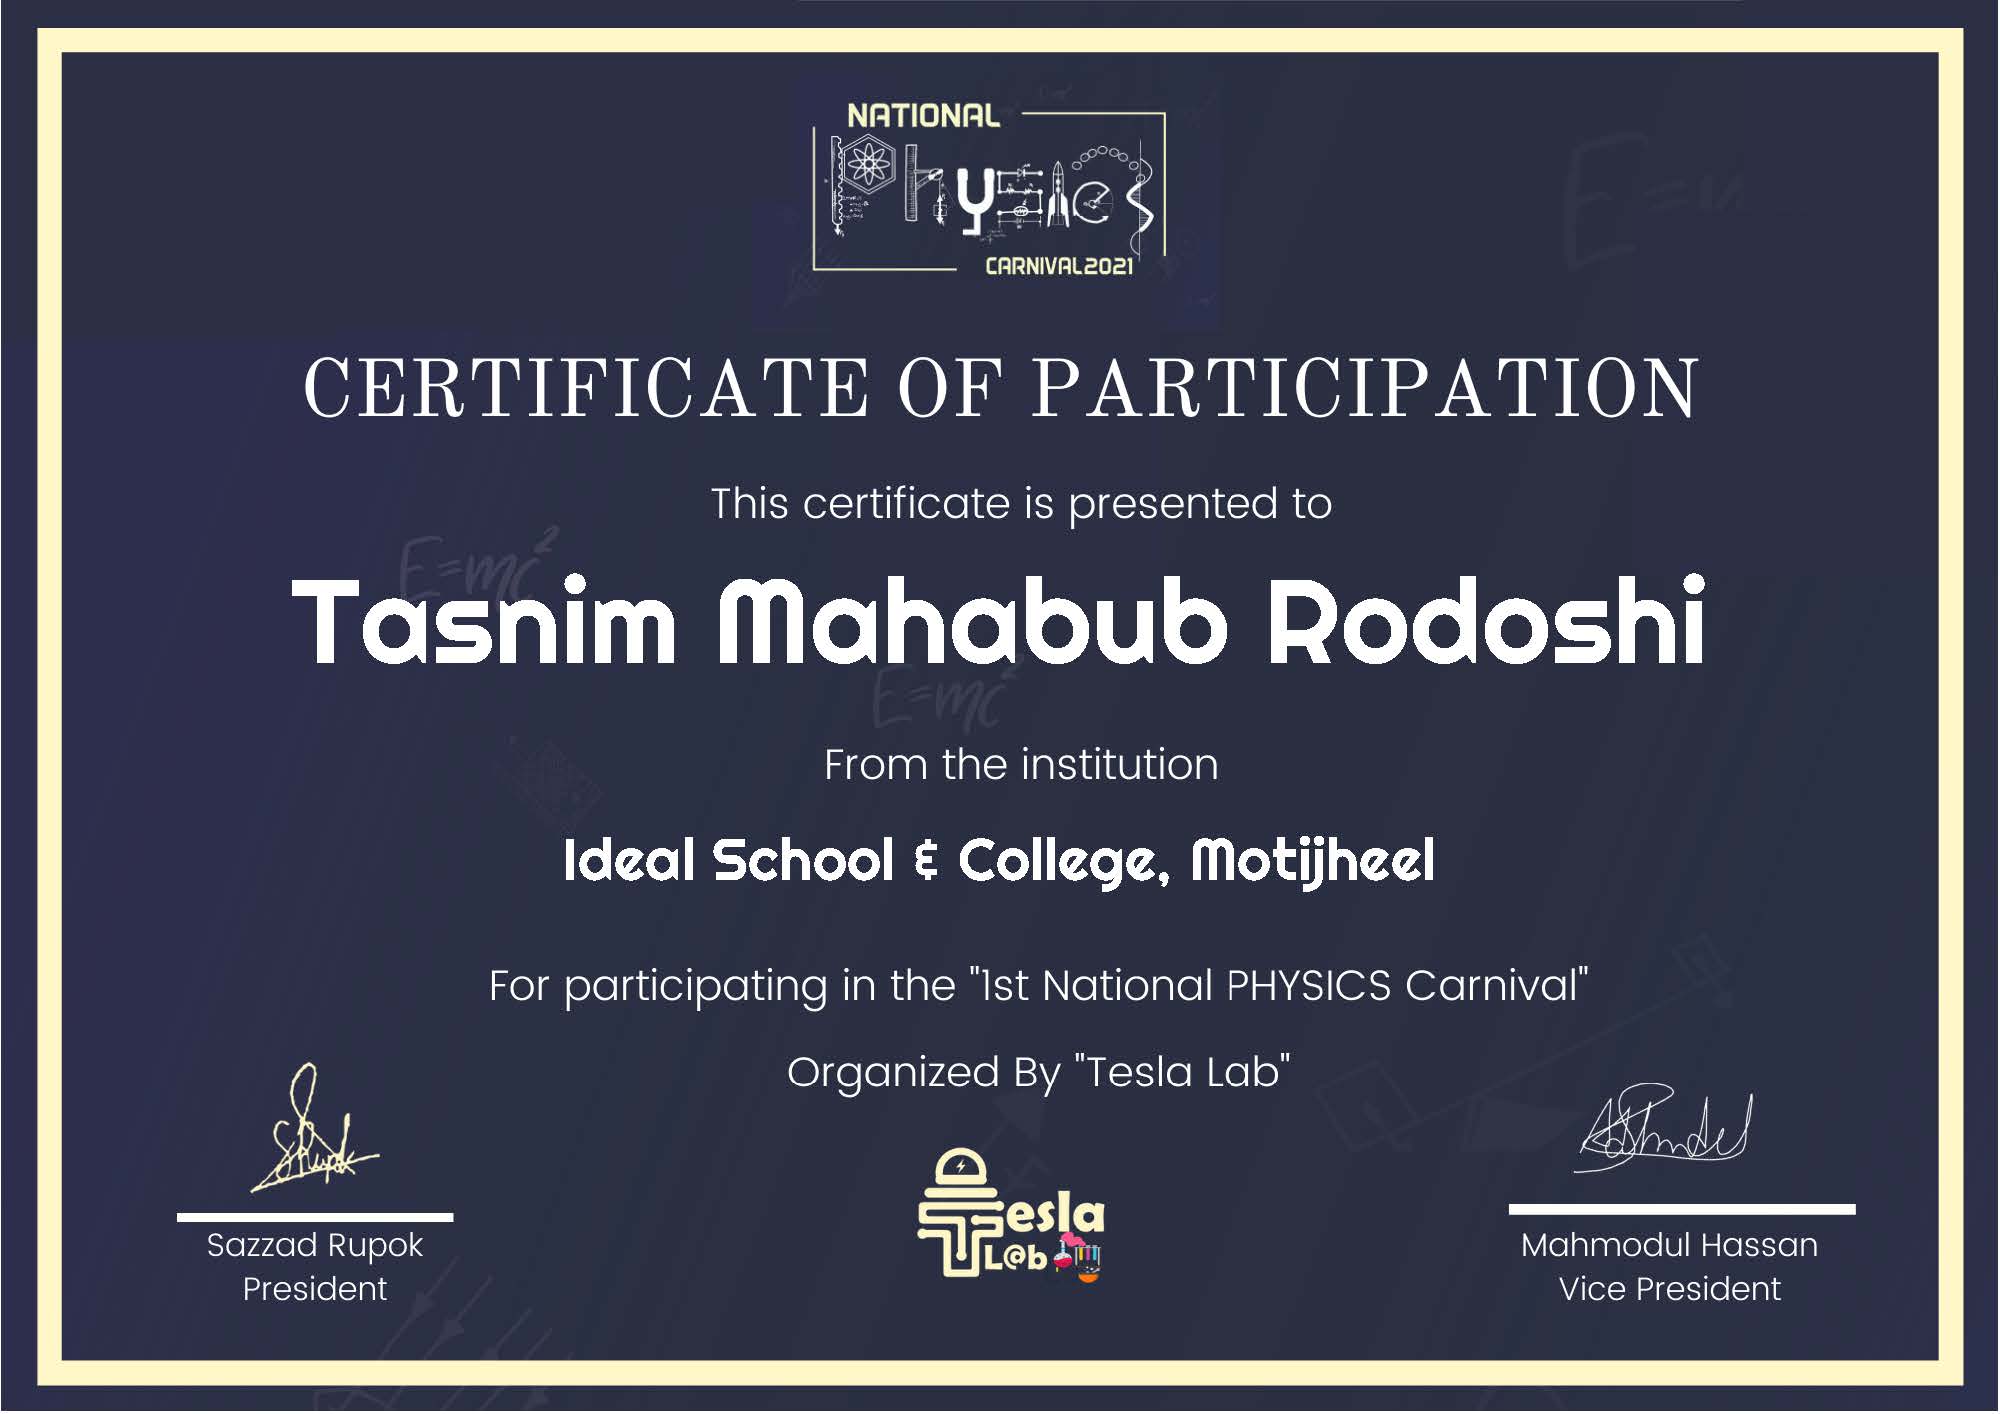 NATIONAL
Physics
CARNIVAL2021
CERTIFICATE OF PARTICIPATION
This certificate is presented to
E=mc²
Tasnim Mahabub Rodoshi
E=mc²
From the institution
Ideal School & College, Motijheel
For participating in the "1st National PHYSICS Carnival"
Organized By "Tesla Lab"
Tesla
L@b
Sazzad Rupok
President
Mahmodul Hassan
Vice President